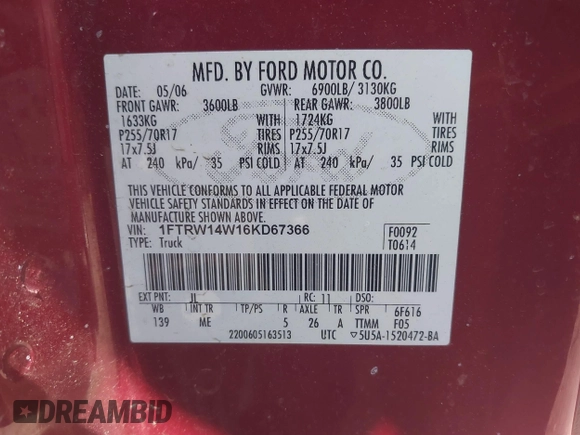 MFD. BY FORD MOTOR CO.
DATE: 05/06 GVWR: 6900LB/ 3130KG
FRONT GAWR: 3600LB REAR GAWR: 3800LB
1633KG WITH 1724KG WITH
P255/70R17 TIRES P255/70R17 TIRES
17x7.5J RIMS 17x7.5J RIMS
AT 240 kPa/ 35 PSI COLD AT 240 kPa/ 35 PSI COLD
THIS VEHICLE CONFORMS TO ALL APPLICABLE FEDERAL MOTOR
VEHICLE SAFETY STANDARDS IN EFFECT ON THE DATE OF
MANUFACTURE SHOWN ABOVE.
VIN: 1FTRW14W16KD67366 F0092
TYPE: Truck T0614
EXT PNT: JL RC: 11 DSO:
WB INT TR TP/PS R AXLE TR SPR 6F616
139 ME 5 26 A TTMM F05
2200605163513 UTC ▽5U5A-1520472-BA
Ford
DREAMBID